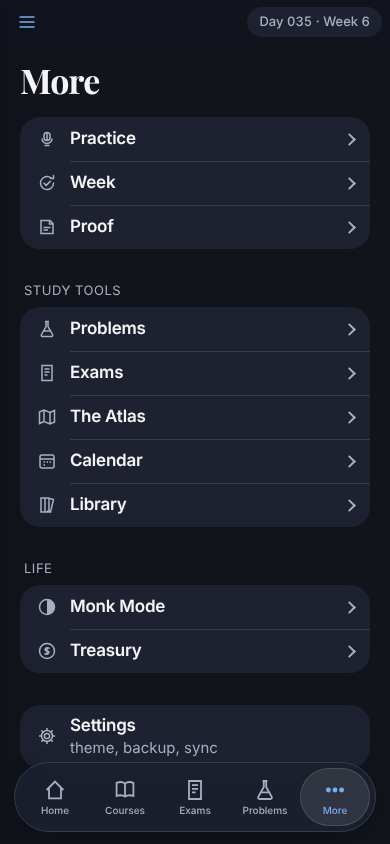 Day 035 · Week 6
More
Practice
Week
Proof
STUDY TOOLS
Problems
Exams
The Atlas
Calendar
Library
LIFE
Monk Mode
Treasury
Settings
theme, backup, sync
Home
Courses
Exams
Problems
More